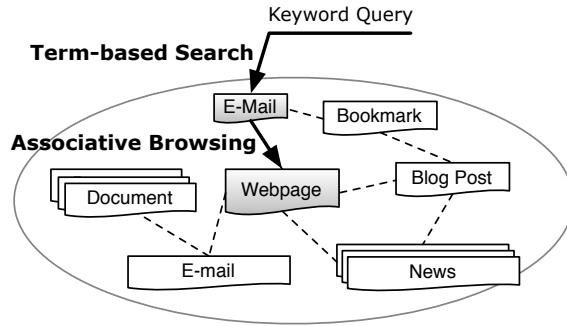 Keyword Query
Term-based Search
E-Mail
Bookmark
Associative Browsing
Document
Webpage
Blog Post
E-mail
News